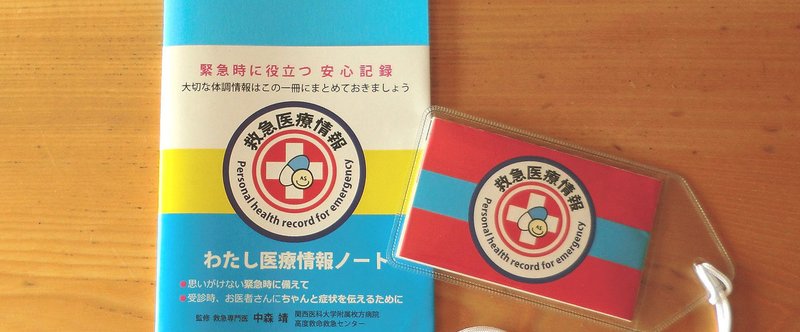 緊急時に役立つ 安心記録
大切な体調情報はこの一冊にまとめておきましょう
救急医療情報
AS
Personal health record for emergency
わたし医療情報ノート
●思いがけない緊急時に備えて
●受診時、お医者さんにちゃんと症状を伝えるために
監修 救急専門医 中森 靖 関西医科大学附属枚方病院
高度救命救急センター
救急医療情報
AS
Personal health record for emergency